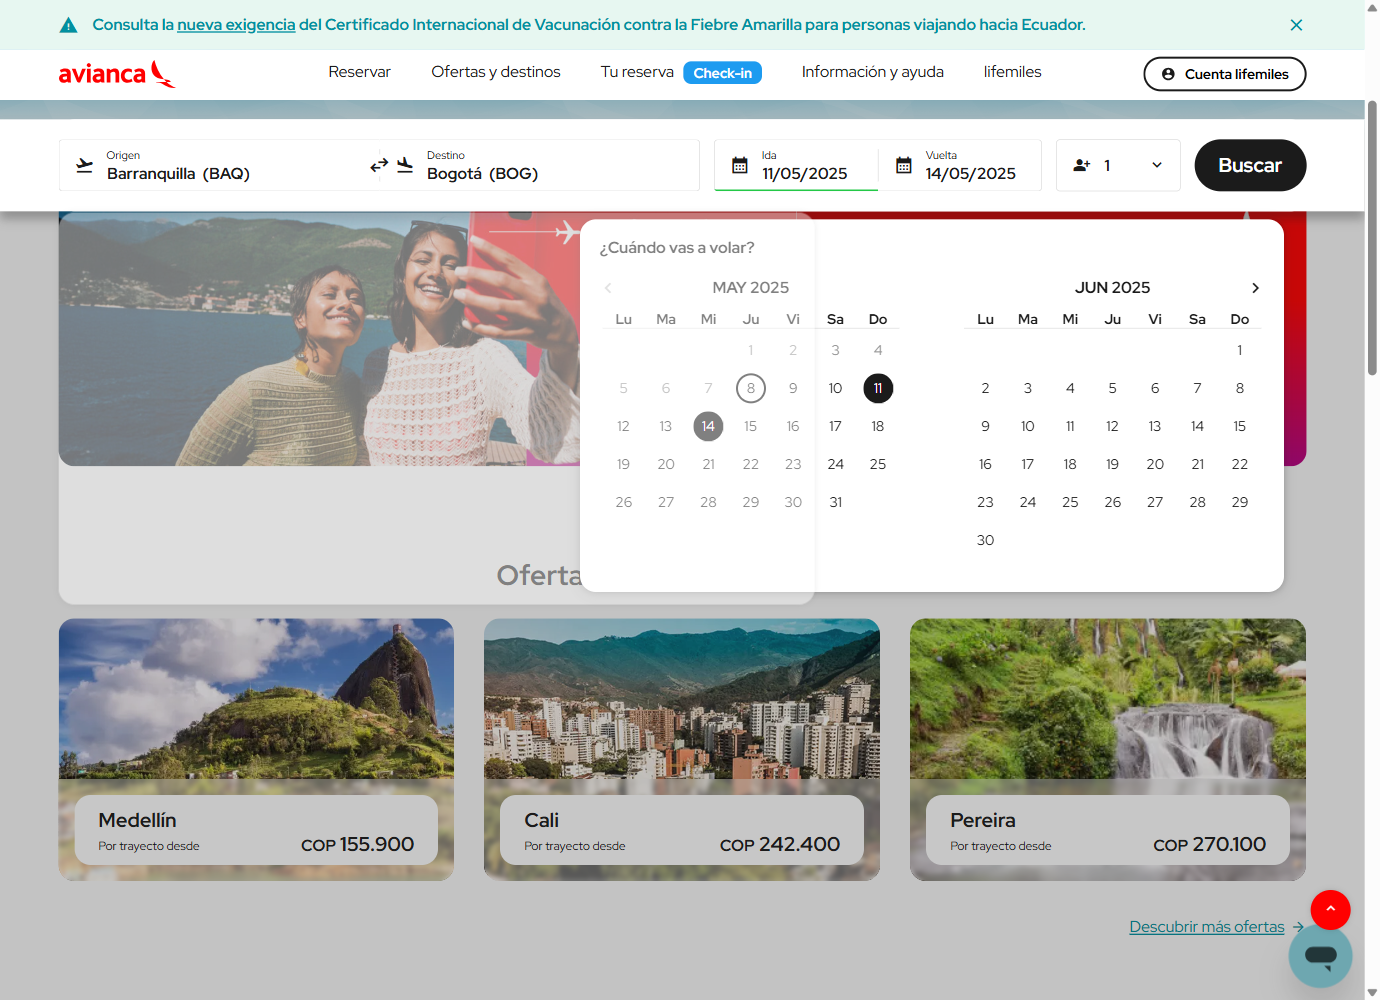 Consulta la nueva exigencia del Certificado Internacional de Vacunación contra la Fiebre Amarilla para personas viajando hacia Ecuador.
avianca
Reservar
Ofertas y destinos
Tu reserva
Check-in
Información y ayuda
lifemiles
Cuenta lifemiles
Origen
Barranquilla (BAQ)
Destino
Bogotá (BOG)
Ida
11/05/2025
Vuelta
14/05/2025
1
Buscar
¿Cuándo vas a volar?
MAY 2025
Lu Ma Mi Ju Vi Sa Do
1 2 3 4
5 6 7 8 9 10 11
12 13 14 15 16 17 18
19 20 21 22 23 24 25
26 27 28 29 30 31
JUN 2025
Lu Ma Mi Ju Vi Sa Do
1
2 3 4 5 6 7 8
9 10 11 12 13 14 15
16 17 18 19 20 21 22
23 24 25 26 27 28 29
30
Oferta
Medellín
Por trayecto desde
COP 155.900
Cali
Por trayecto desde
COP 242.400
Pereira
Por trayecto desde
COP 270.100
Descubrir más ofertas